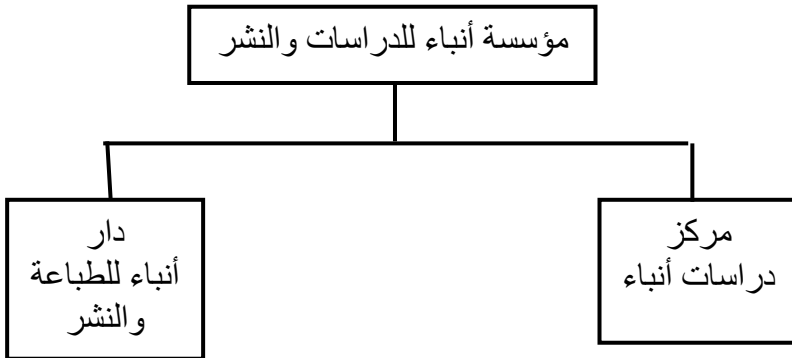 مؤسسة أنباء للدراسات والنشر
مركز
دراسات أنباء
دار
أنباء للطباعة
والنشر